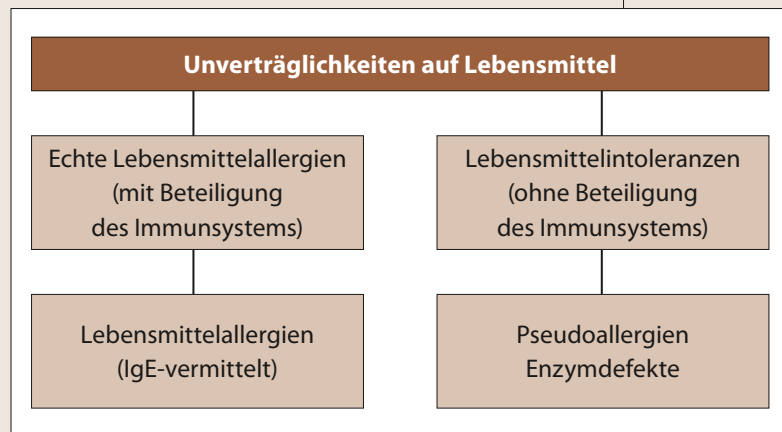 Unverträglichkeiten auf Lebensmittel
Echte Lebensmittelallergien
(mit Beteiligung
des Immunsystems)
Lebensmittelintoleranzen
(ohne Beteiligung
des Immunsystems)
Lebensmittelallergien
(IgE-vermittelt)
Pseudoallergien
Enzymdefekte